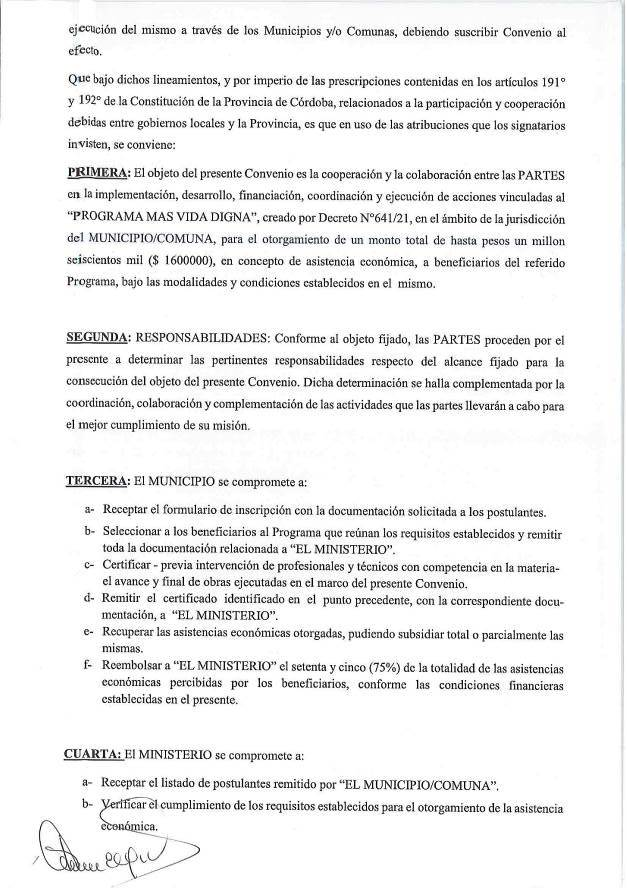 ejecución del mismo a través de los Municipios y/o Comunas, debiendo suscribir Convenio al
efecto.
Que bajo dichos lineamientos, y por imperio de las prescripciones contenidas en los artículos 191°
y 192° de la Constitución de la Provincia de Córdoba, relacionados a la participación y cooperación
debidas entre gobiernos locales y la Provincia, es que en uso de las atribuciones que los signatarios
invisten, se conviene:
PRIMERA: El objeto del presente Convenio es la cooperación y la colaboración entre las PARTES
en la implementación, desarrollo, financiación, coordinación y ejecución de acciones vinculadas al
“PROGRAMA MAS VIDA DIGNA”, creado por Decreto N°641/21, en el ámbito de la jurisdicción
del MUNICIPIO/COMUNA, para el otorgamiento de un monto total de hasta pesos un millon
seiscientos mil ($ 1600000), en concepto de asistencia económica, a beneficiarios del referido
Programa, bajo las modalidades y condiciones establecidos en el mismo.
SEGUNDA: RESPONSABILIDADES: Conforme al objeto fijado, las PARTES proceden por el
presente a determinar las pertinentes responsabilidades respecto del alcance fijado para la
consecución del objeto del presente Convenio. Dicha determinación se halla complementada por la
coordinación, colaboración y complementación de las actividades que las partes llevarán a cabo para
el mejor cumplimiento de su misión.
TERCERA: El MUNICIPIO se compromete a:
a- Receptar el formulario de inscripción con la documentación solicitada a los postulantes.
b- Seleccionar a los beneficiarios al Programa que reúnan los requisitos establecidos y remitir
toda la documentación relacionada a “EL MINISTERIO”.
c- Certificar - previa intervención de profesionales y técnicos con competencia en la materia-
el avance y final de obras ejecutadas en el marco del presente Convenio.
d- Remitir el certificado identificado en el punto precedente, con la correspondiente docu-
mentación, a “EL MINISTERIO”.
e- Recuperar las asistencias económicas otorgadas, pudiendo subsidiar total o parcialmente las
mismas.
f- Reembolsar a “EL MINISTERIO” el setenta y cinco (75%) de la totalidad de las asistencias
económicas percibidas por los beneficiarios, conforme las condiciones financieras
establecidas en el presente.
CUARTA: El MINISTERIO se compromete a:
a- Receptar el listado de postulantes remitido por “EL MUNICIPIO/COMUNA”.
b- Verificar el cumplimiento de los requisitos establecidos para el otorgamiento de la asistencia
económica.